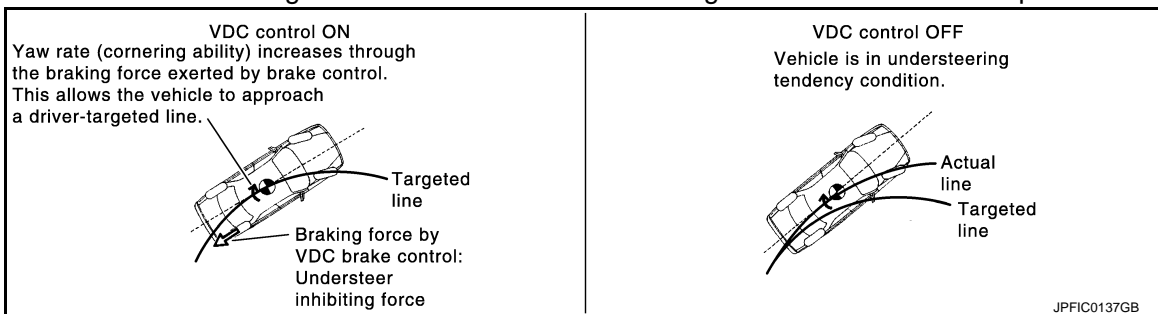 VDC control ON
Yaw rate (cornering ability) increases through
the braking force exerted by brake control.
This allows the vehicle to approach
a driver-targeted line.
Targeted
line
Braking force by
VDC brake control:
Understeer
inhibiting force
VDC control OFF
Vehicle is in understeering
tendency condition.
Actual
line
Targeted
line
JPFIC0137GB